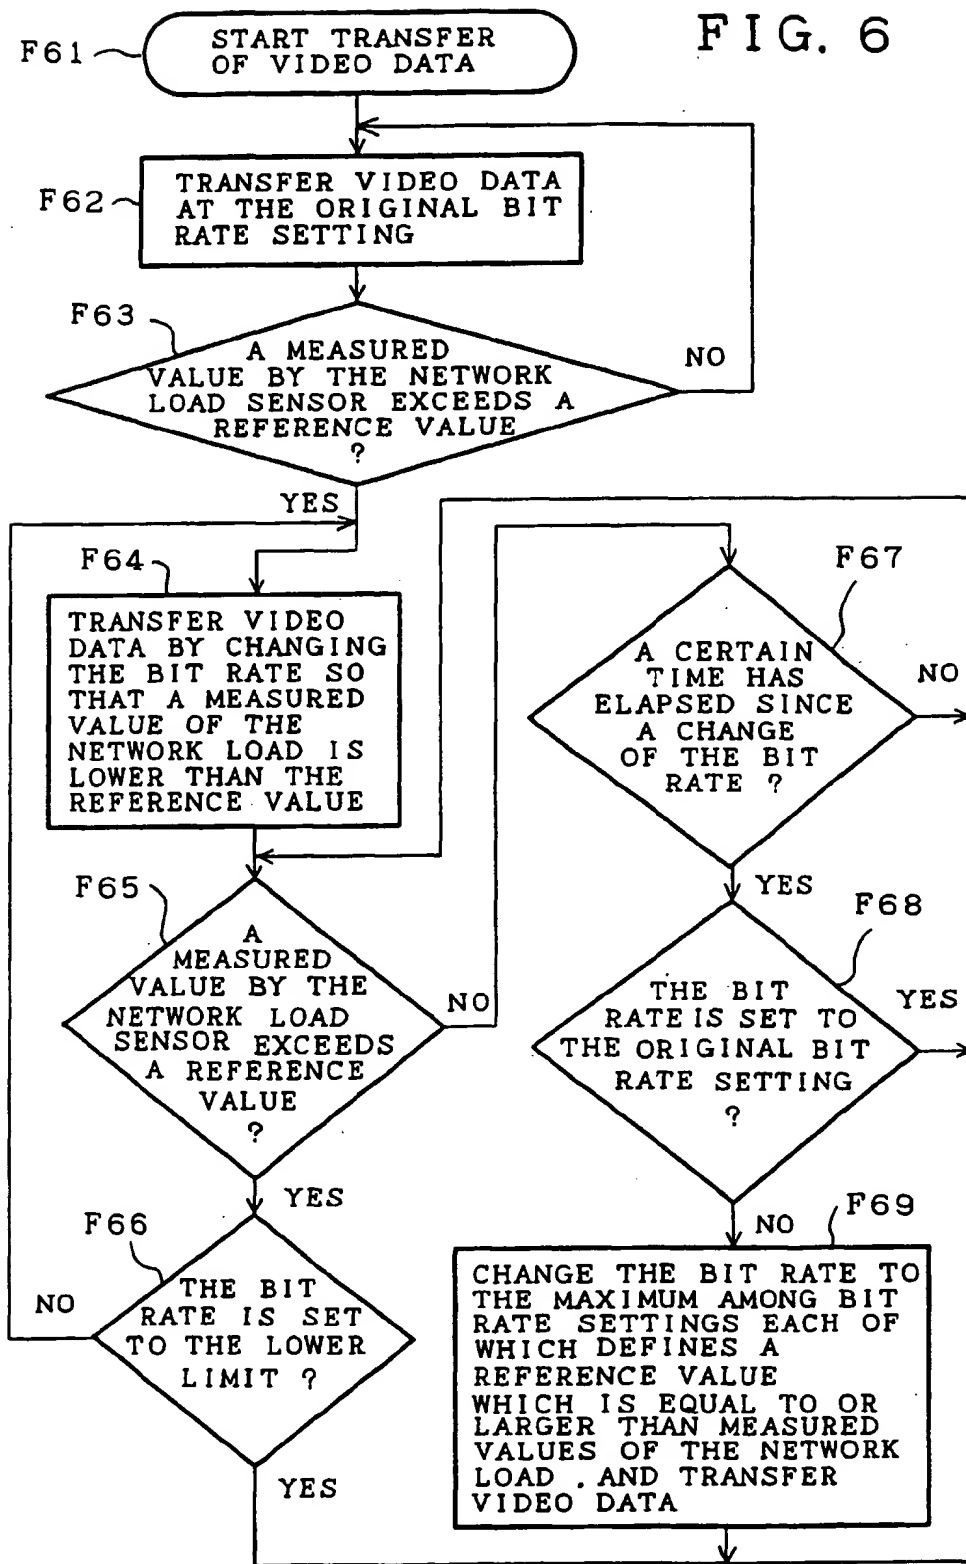 FIG. 6
F61
START TRANSFER
OF VIDEO DATA
F62
TRANSFER VIDEO DATA
AT THE ORIGINAL BIT
RATE SETTING
F63
A MEASURED
VALUE BY THE NETWORK
LOAD SENSOR EXCEEDS A
REFERENCE VALUE
?
NO
YES
F64
TRANSFER VIDEO
DATA BY CHANGING
THE BIT RATE SO
THAT A MEASURED
VALUE OF THE
NETWORK LOAD IS
LOWER THAN THE
REFERENCE VALUE
F65
A
MEASURED
VALUE BY THE
NETWORK LOAD
SENSOR EXCEEDS
A REFERENCE
VALUE
?
NO
YES
F66
THE BIT
RATE IS SET
TO THE LOWER
LIMIT ?
NO
YES
F67
A CERTAIN
TIME HAS
ELAPSED SINCE
A CHANGE
OF THE BIT
RATE ?
NO
YES
F68
THE BIT
RATE IS SET TO
THE ORIGINAL BIT
RATE SETTING
?
YES
NO
F69
CHANGE THE BIT RATE TO
THE MAXIMUM AMONG BIT
RATE SETTINGS EACH OF
WHICH DEFINES A
REFERENCE VALUE
WHICH IS EQUAL TO OR
LARGER THAN MEASURED
VALUES OF THE NETWORK
LOAD . AND TRANSFER
VIDEO DATA